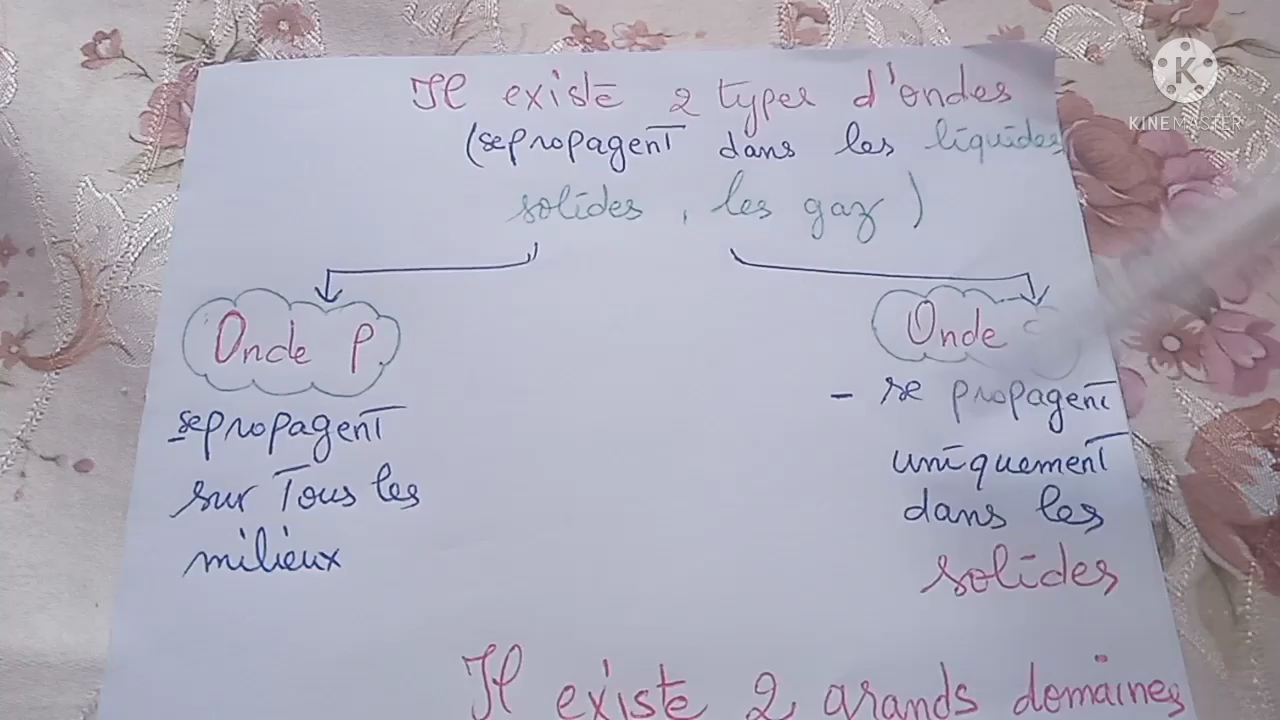 Il existe 2 types d'ondes
(se propagent dans les liquides
solides, les gaz)
Onde P
se propagent
sur Tous les
milieux
Onde
- se propagent
uniquement
dans les
solides
Il existe 2 grands domaines
KINEMASTER